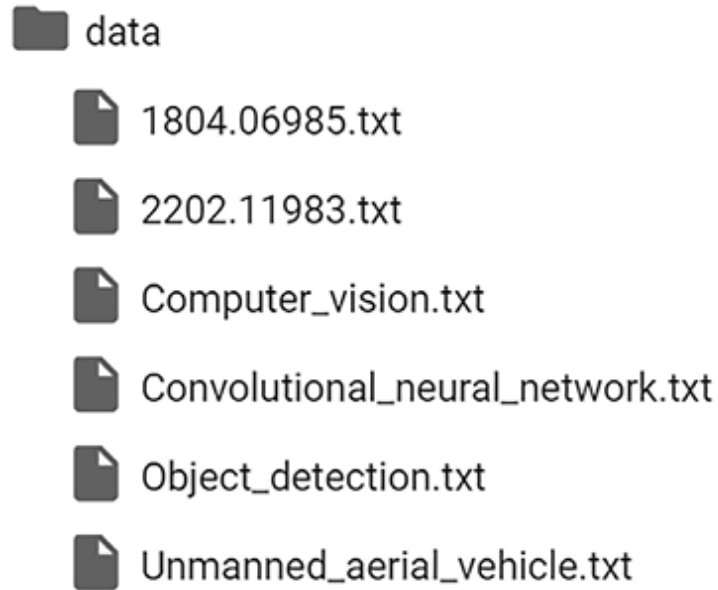 data
1804.06985.txt
2202.11983.txt
Computer_vision.txt
Convolutional_neural_network.txt
Object_detection.txt
Unmanned_aerial_vehicle.txt